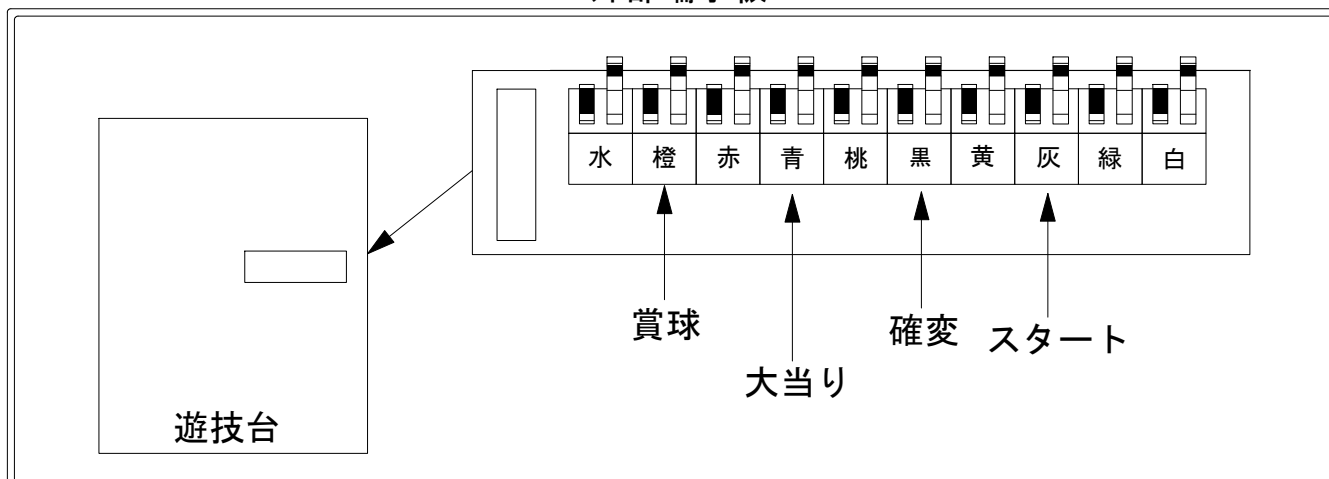 水 橙 赤 青 桃 黒 黄 灰 緑 白
賞球
大当り
確変
スタート
遊技台